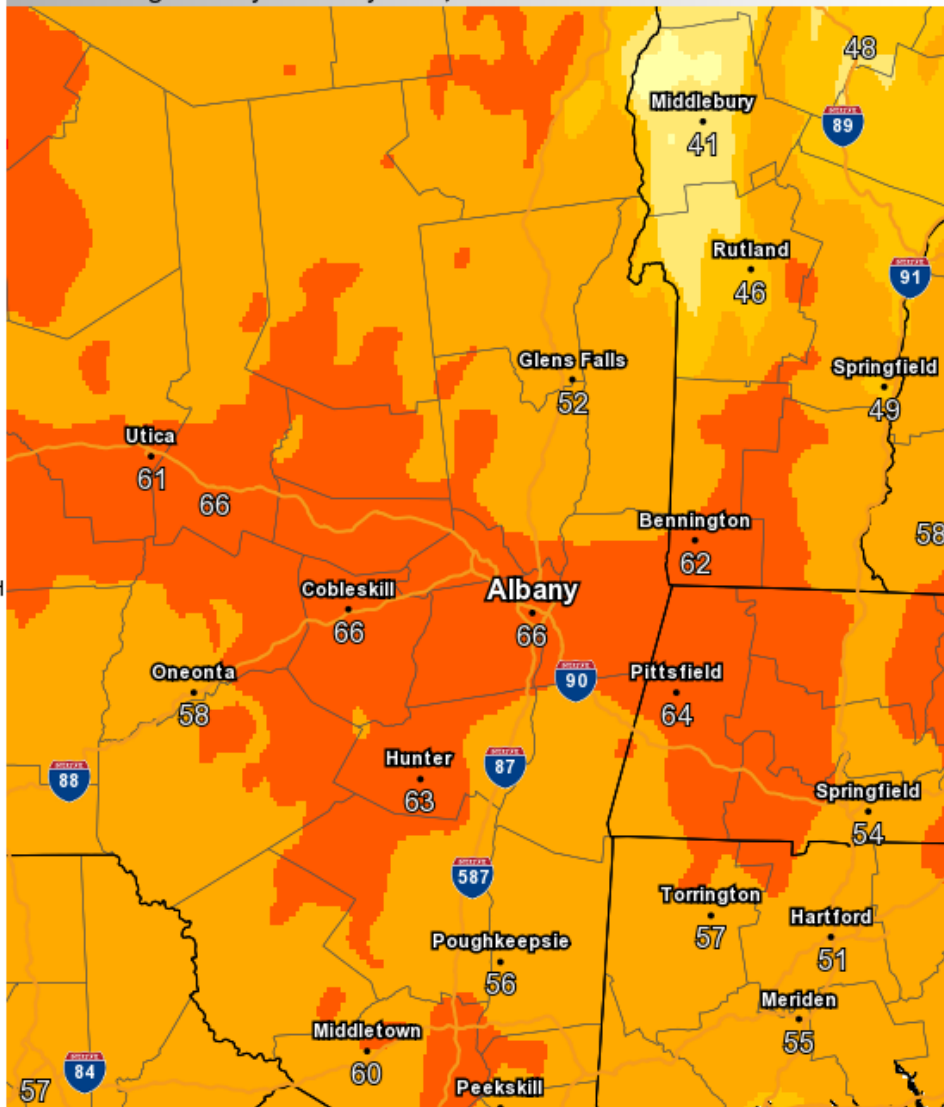 48
Middlebury
89
41
Rutland
91
46
Glens Falls
Springfield
52
49
Utica
61
66
Bennington
58
62
Cobleskill
Albany
66
66
Oneonta
90
Pittsfield
58
64
Hunter
87
88
63
Springfield
54
587
Torrington
Hartford
57
Poughkeepsie
51
56
Meriden
Middletown
55
84
60
57
Peekskill